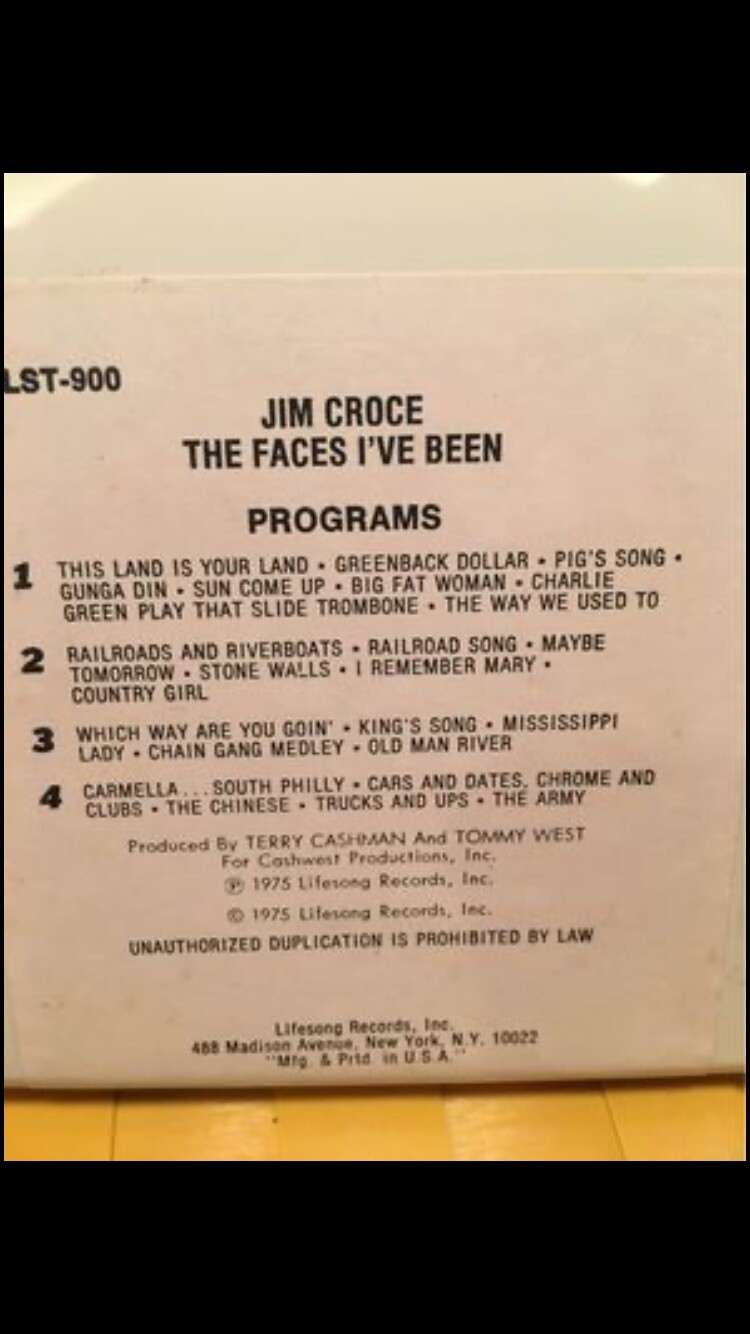 LST-900
JIM CROCE
THE FACES I'VE BEEN
PROGRAMS
1 THIS LAND IS YOUR LAND • GREENBACK DOLLAR • PIG'S SONG •
GUNGA DIN • SUN COME UP • BIG FAT WOMAN • CHARLIE
GREEN PLAY THAT SLIDE TROMBONE • THE WAY WE USED TO
2 RAILROADS AND RIVERBOATS • RAILROAD SONG • MAYBE
TOMORROW • STONE WALLS • I REMEMBER MARY •
COUNTRY GIRL
3 WHICH WAY ARE YOU GOIN' • KING'S SONG • MISSISSIPPI
LADY • CHAIN GANG MEDLEY • OLD MAN RIVER
4 CARMELLA...SOUTH PHILLY • CARS AND DATES, CHROME AND
CLUBS • THE CHINESE • TRUCKS AND UPS • THE ARMY
Produced By TERRY CASHMAN And TOMMY WEST
For Cashwest Productions, Inc.
℗ 1975 Lifesong Records, Inc.
© 1975 Lifesong Records, Inc.
UNAUTHORIZED DUPLICATION IS PROHIBITED BY LAW
Lifesong Records, Inc.
488 Madison Avenue, New York, N.Y. 10022
"Mfg. & Prtd. in U.S.A."